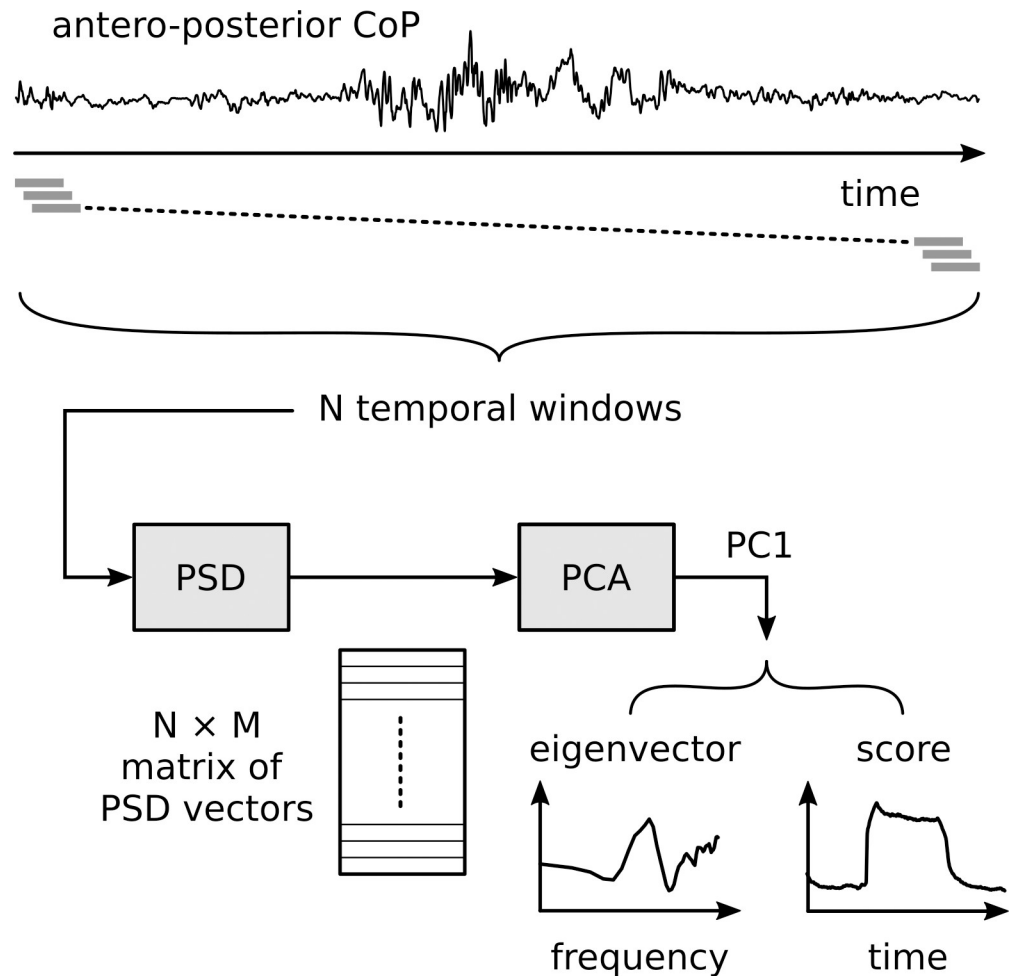 antero-posterior CoP
time
N temporal windows
PSD
PCA
PC1
N × M
matrix of
PSD vectors
eigenvector
score
frequency
time